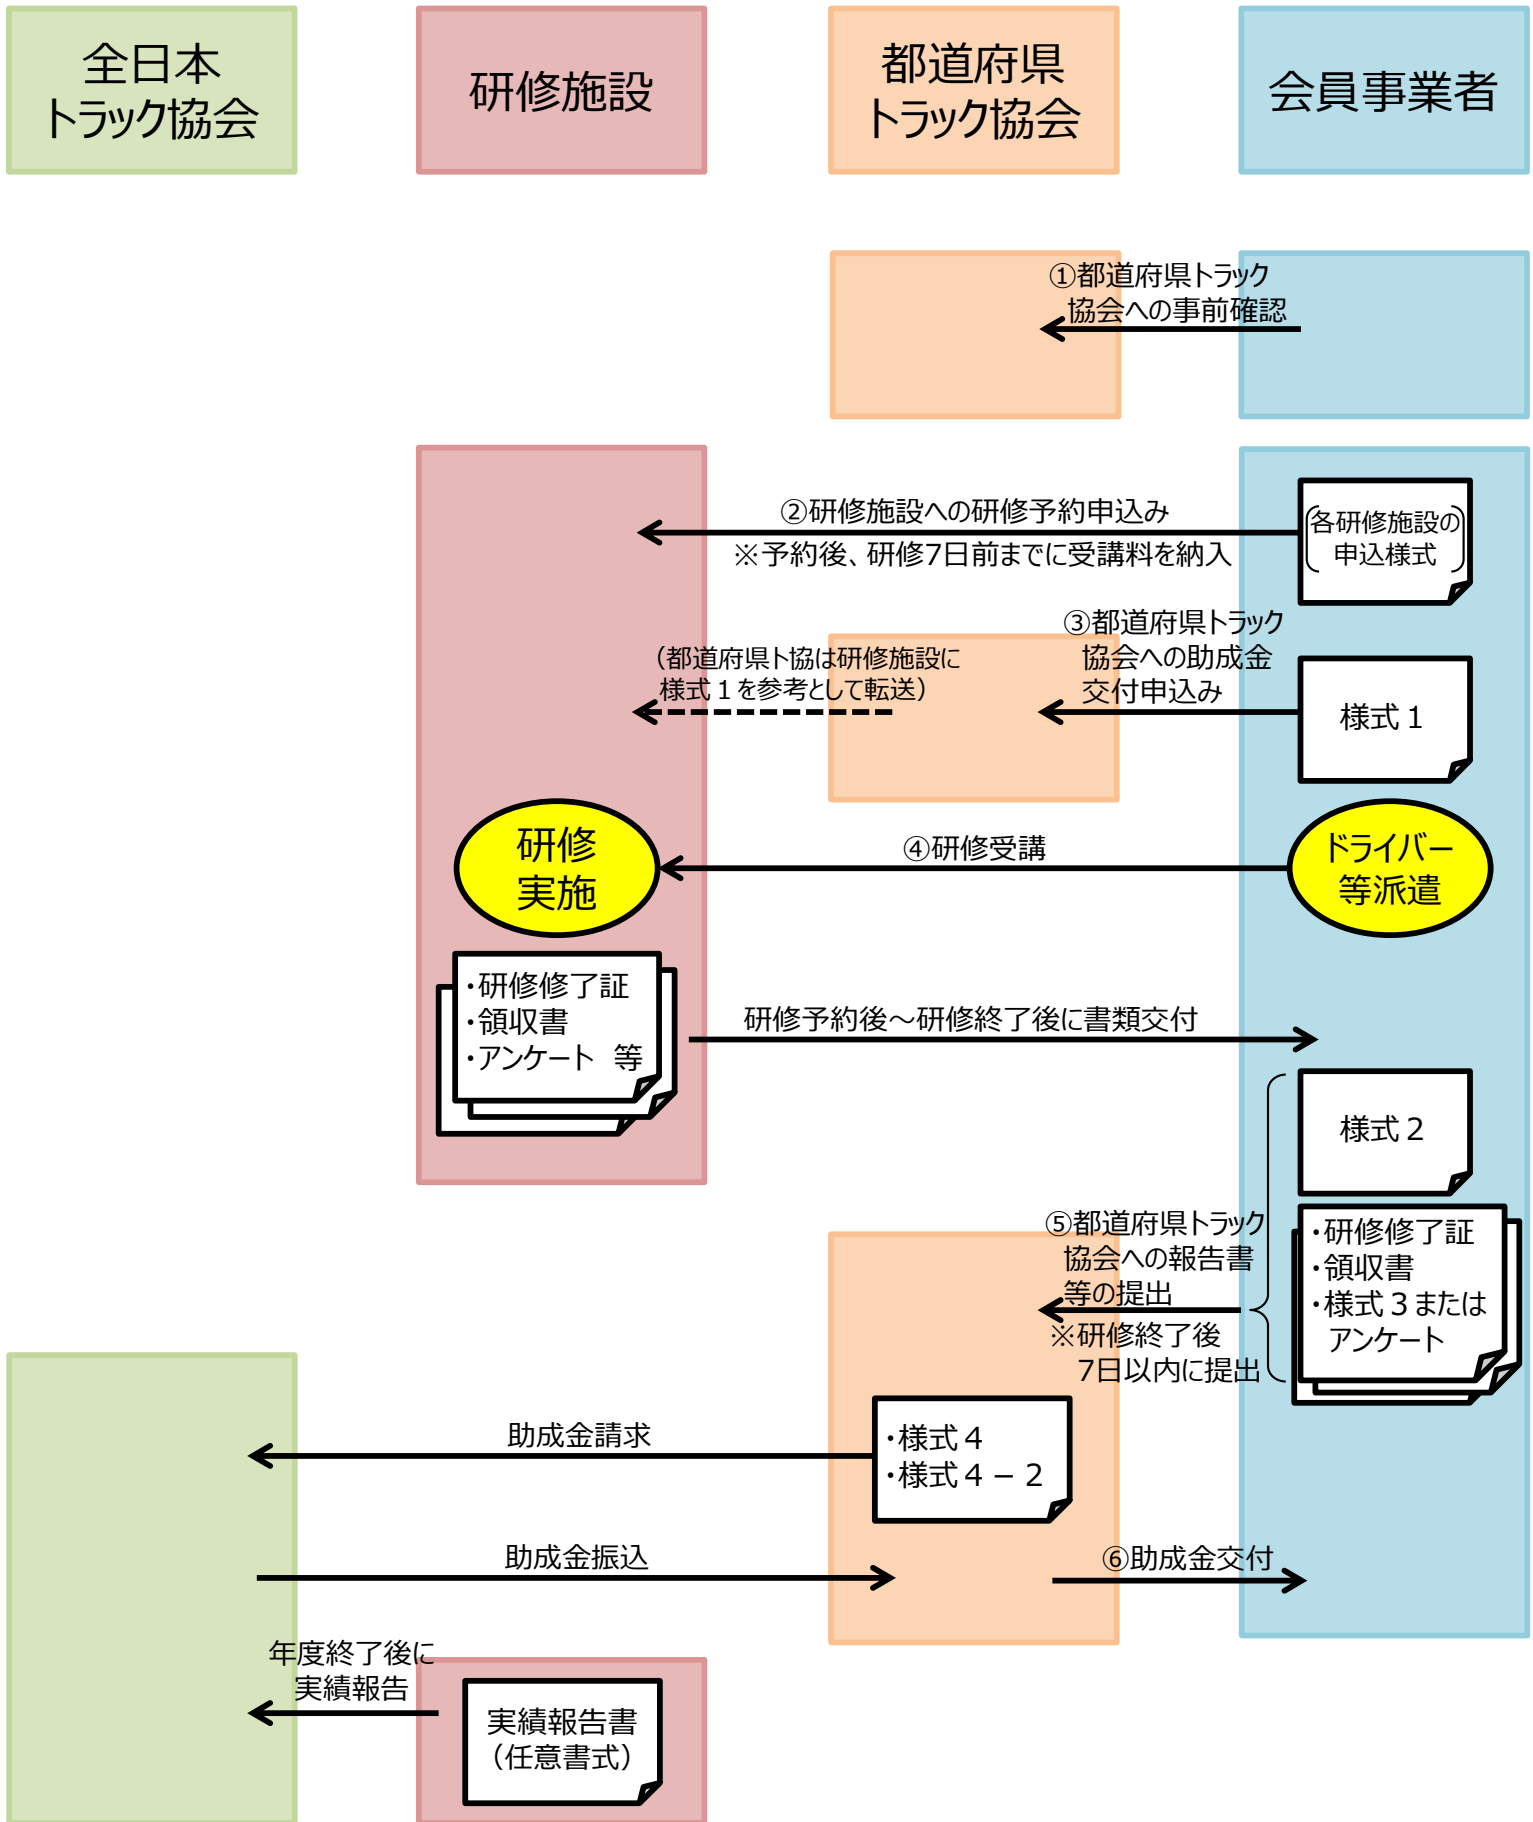 全日本
トラック協会
研修施設
都道府県
トラック協会
会員事業者
①都道府県トラック
協会への事前確認
②研修施設への研修予約申込み
※予約後、研修7日前までに受講料を納入
各研修施設の
申込様式
③都道府県トラック
協会への助成金
交付申込み
（都道府県ト協は研修施設に
様式１を参考として転送）
様式１
研修
実施
④研修受講
ドライバー
等派遣
・研修修了証
・領収書
・アンケート　等
研修予約後～研修終了後に書類交付
様式２
⑤都道府県トラック
協会への報告書
等の提出
※研修終了後
7日以内に提出
・研修修了証
・領収書
・様式３または
アンケート
助成金請求
・様式４
・様式４－２
助成金振込
⑥助成金交付
年度終了後に
実績報告
実績報告書
（任意書式）